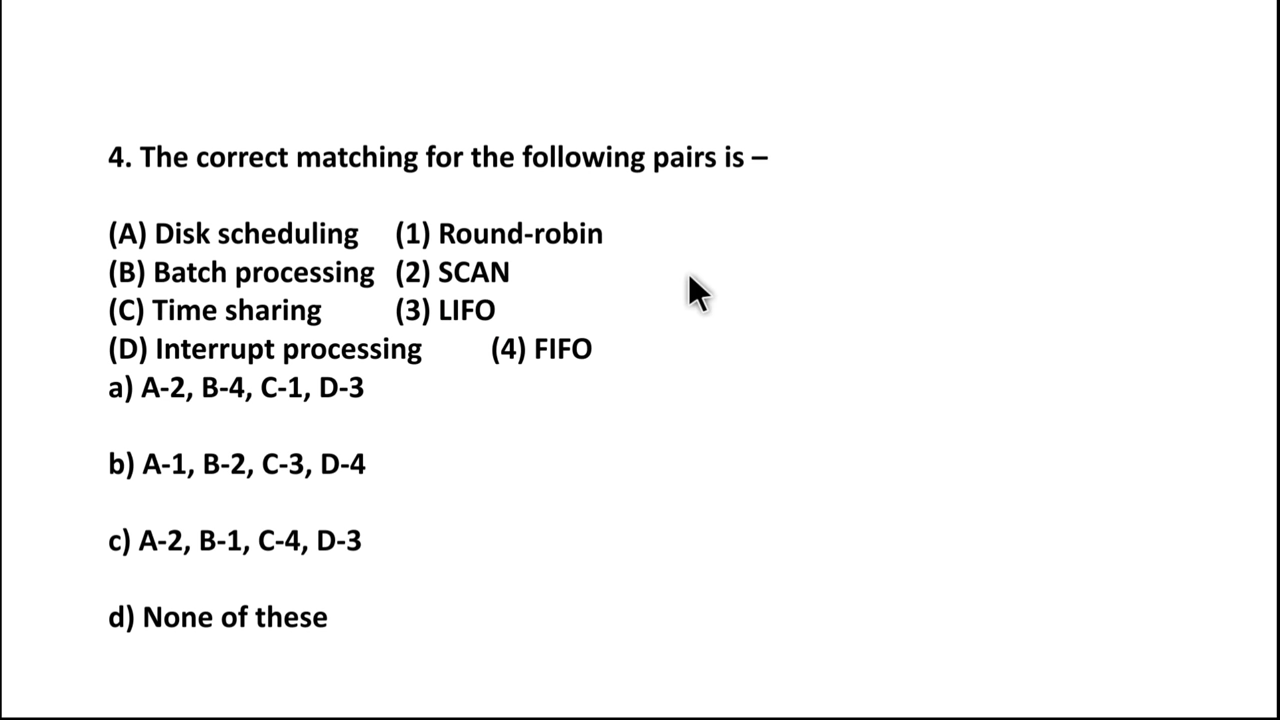 4. The correct matching for the following pairs is –
(A) Disk scheduling (1) Round-robin
(B) Batch processing (2) SCAN
(C) Time sharing (3) LIFO
(D) Interrupt processing (4) FIFO
a) A-2, B-4, C-1, D-3
b) A-1, B-2, C-3, D-4
c) A-2, B-1, C-4, D-3
d) None of these